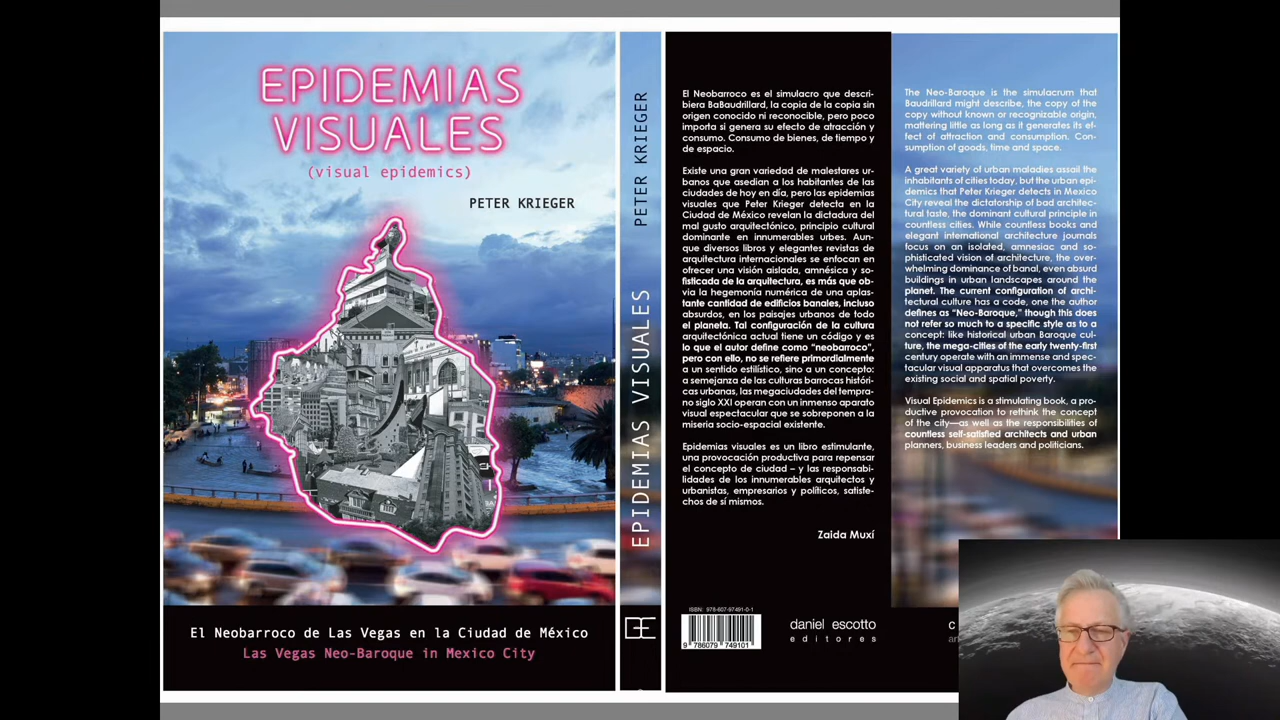 EPIDEMIAS
VISUALES
(visual epidemics)
PETER KRIEGER
El Neobarroco de Las Vegas en la Ciudad de México
Las Vegas Neo-Baroque in Mexico City
EPIDEMIAS VISUALES PETER KRIEGER
El Neobarroco es el simulacro que descri-
biera BaBaudrillard, la copia de la copia sin
origen conocido ni reconocible, pero poco
importa si genera su efecto de atracción y
consumo. Consumo de bienes, de tiempo y
de espacio.
Existe una gran variedad de malestares ur-
banos que asedian a los habitantes de las
ciudades de hoy en día, pero las epidemias
visuales que Peter Krieger detecta en la
Ciudad de México revelan la dictadura del
mal gusto arquitectónico, principio cultural
dominante en innumerables urbes. Aun-
que diversos libros y elegantes revistas de
arquitectura internacionales se enfocan en
ofrecer una visión aislada, amnésica y so-
fisticada de la arquitectura, es más que ob-
via la hegemonía numérica de una aplas-
tante cantidad de edificios banales, incluso
absurdos, en los paisajes urbanos de todo
el planeta. Tal configuración de la cultura
arquitectónica actual tiene un código y es
lo que el autor define como “neobarroco”,
pero con ello, no se refiere primordialmente
a un sentido estilístico, sino a un concepto:
a semejanza de las culturas barrocas históri-
cas urbanas, las megaciudades del tempra-
no siglo XXI operan con un inmenso aparato
visual espectacular que se sobreponen a la
miseria socio-espacial existente.
Epidemias visuales es un libro estimulante,
una provocación productiva para repensar
el concepto de ciudad – y las responsabi-
lidades de los innumerables arquitectos y
urbanistas, empresarios y políticos, satisfe-
chos de sí mismos.
Zaida Muxí
ISBN: 978-607-97491-0-1
9 786079 749101
daniel escotto
editores
The Neo-Baroque is the simulacrum that
Baudrillard might describe, the copy of the
copy without known or recognizable origin,
mattering little as long as it generates its ef-
fect of attraction and consumption. Con-
sumption of goods, time and space.
A great variety of urban maladies assail the
inhabitants of cities today, but the urban epi-
demics that Peter Krieger detects in Mexico
City reveal the dictatorship of bad architec-
tural taste, the dominant cultural principle in
countless cities. While countless books and
elegant international architecture journals
focus on an isolated, amnesiac and so-
phisticated vision of architecture, the over-
whelming dominance of banal, even absurd
buildings in urban landscapes around the
planet. The current configuration of archi-
tectural culture has a code, one the author
defines as “Neo-Baroque,” though this does
not refer so much to a specific style as to a
concept: like historical urban Baroque cul-
ture, the mega-cities of the early twenty-first
century operate with an immense and spec-
tacular visual apparatus that overcomes the
existing social and spatial poverty.
Visual Epidemics is a stimulating book, a pro-
ductive provocation to rethink the concept
of the city—as well as the responsibilities of
countless self-satisfied architects and urban
planners, business leaders and politicians.